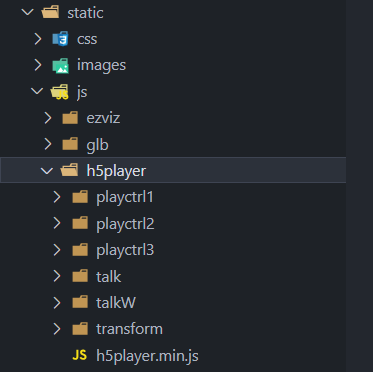 static
css
images
js
ezviz
glb
h5player
playctrl1
playctrl2
playctrl3
talk
talkW
transform
JS h5player.min.js